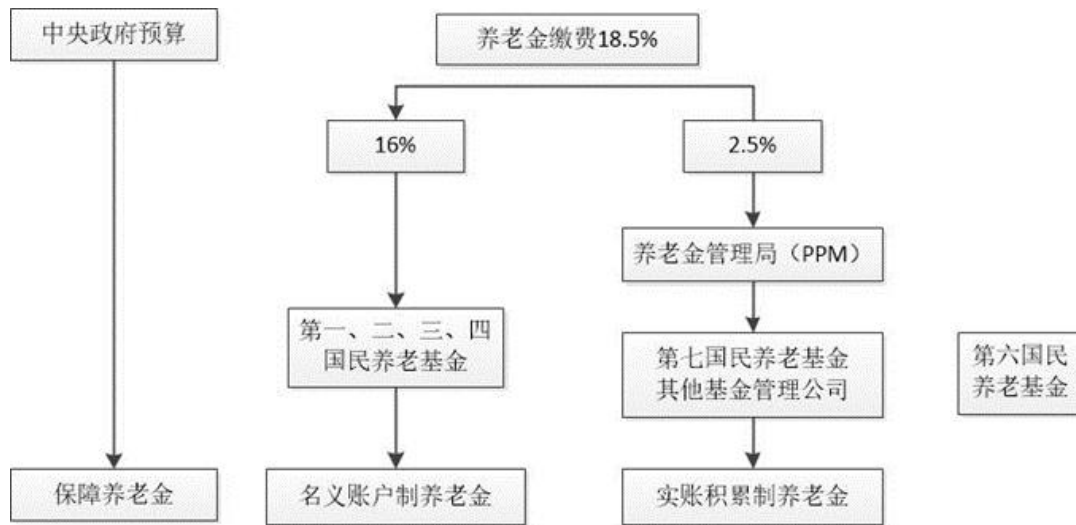 中央政府预算
养老金缴费18.5%
16%
2.5%
养老金管理局（PPM）
第一、二、三、四
国民养老基金
第七国民养老基金
其他基金管理公司
第六国民
养老基金
保障养老金
名义账户制养老金
实账积累制养老金